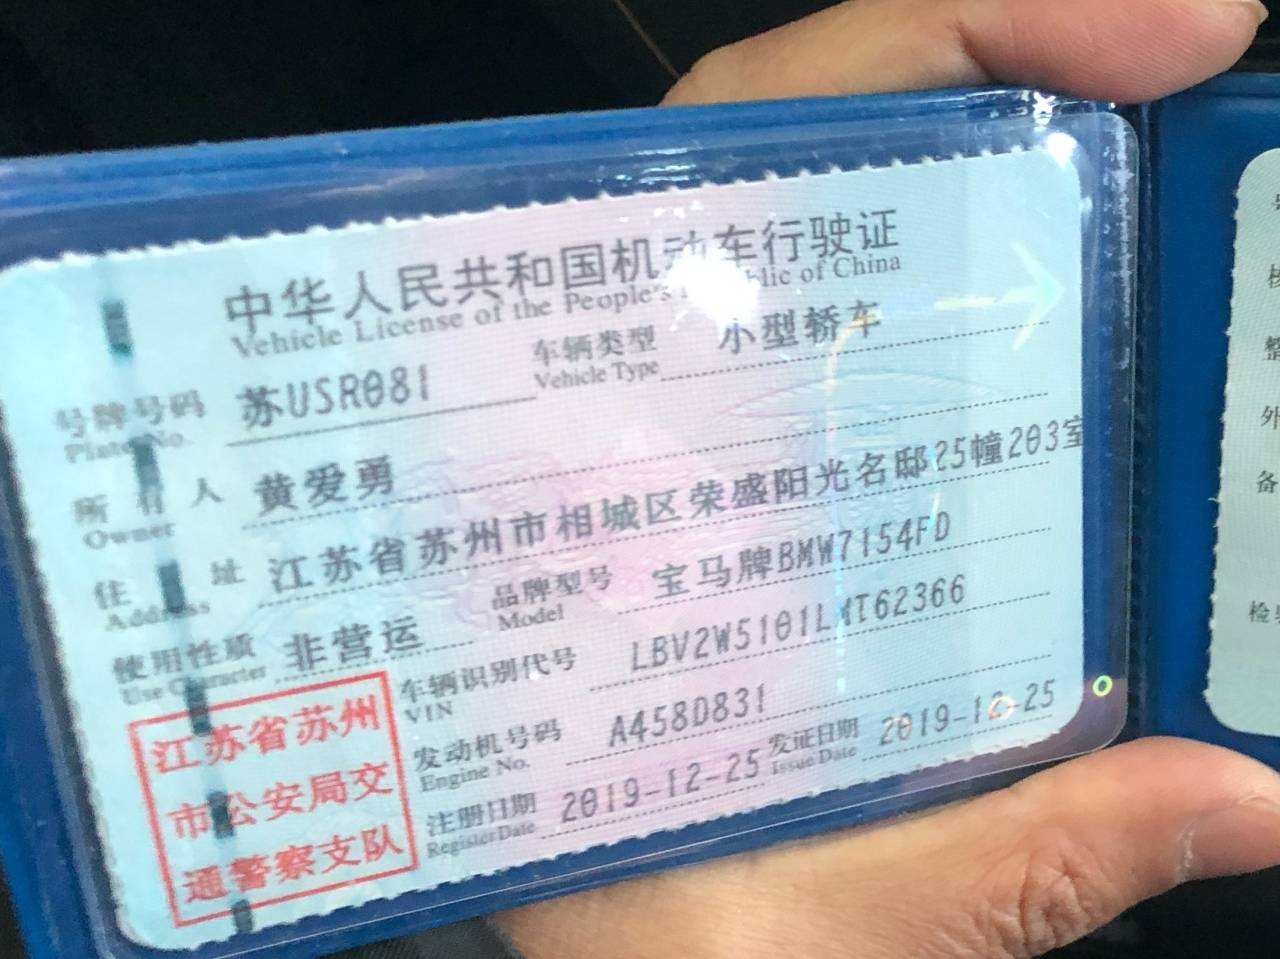 中华人民共和国机动车行驶证
Vehicle License of the People's Republic of China
号牌号码 苏USR081 车辆类型 小型轿车
Plate No. Vehicle Type
所有人 黄爱勇
Owner
住址 江苏省苏州市相城区荣盛阳光名邸25幢203室
Address
使用性质 非营运 品牌型号 宝马牌BMW7154FD
Use Character Model
车辆识别代号
VIN
发动机号码 A458D831
Engine No.
注册日期 2019-12-25 发证日期 2019-12-25
Register Date Issue Date
江苏省苏州
市公安局交
通警察支队
整
外
备
检